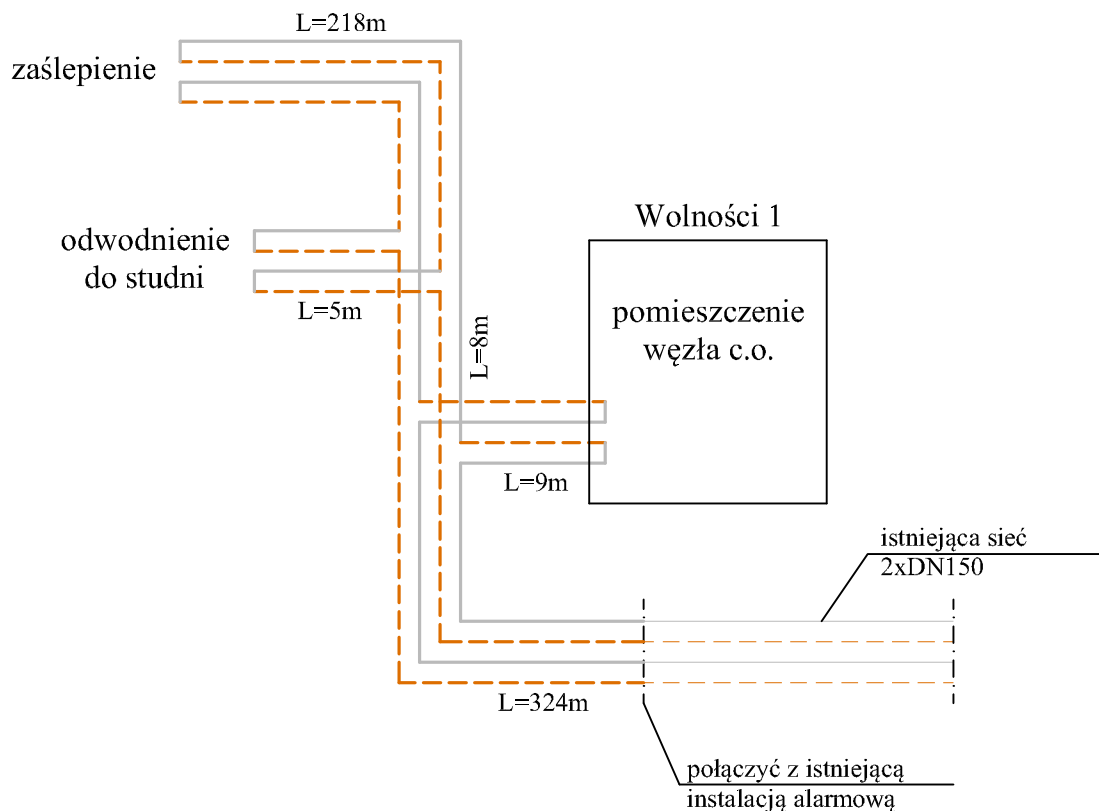 L=218m
zaślepienie
odwodnienie
do studni
L=5m
L=8m
Wolności 1
pomieszczenie
węzła c.o.
L=9m
istniejąca sieć
2xDN150
L=324m
połączyć z istniejącą
instalacją alarmową